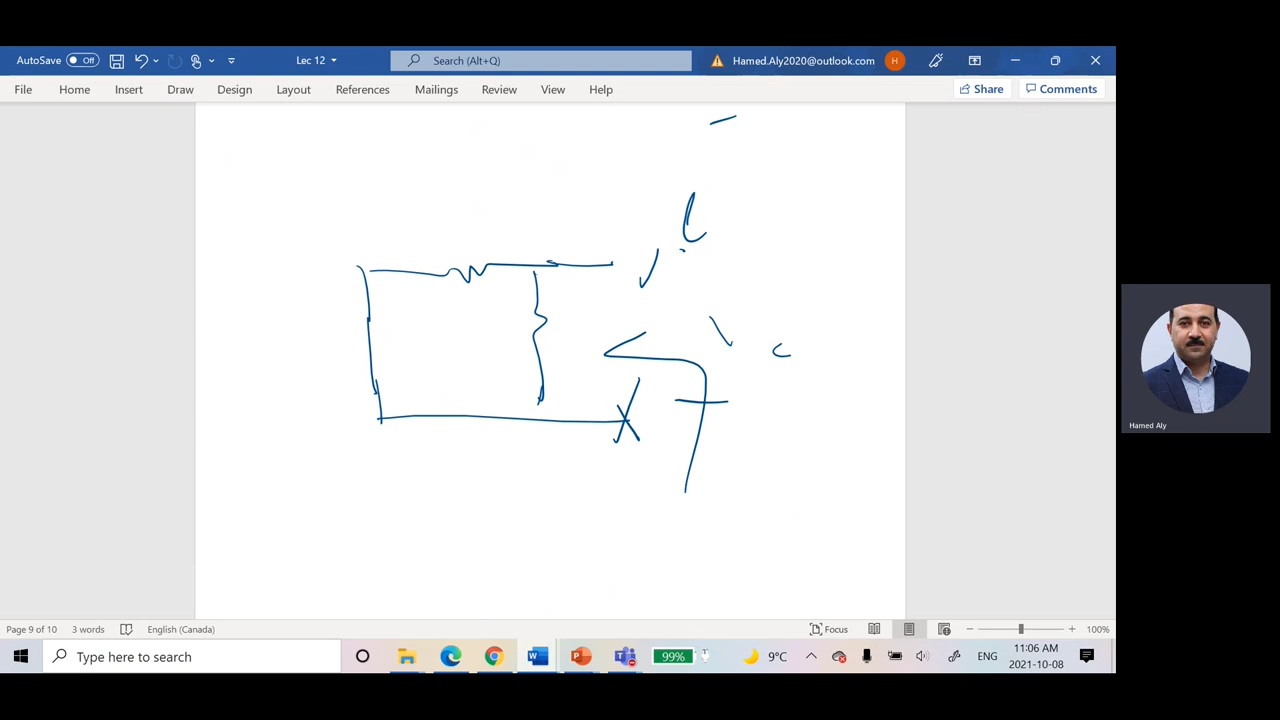 AutoSave Off Lec 12 Search (Alt+Q) Hamed.Aly2020@outlook.com H
File Home Insert Draw Design Layout References Mailings Review View Help Share Comments
Hamed Aly
Page 9 of 10 3 words English (Canada) Focus 100%
Type here to search 99% 9°C ENG 11:06 AM
2021-10-08